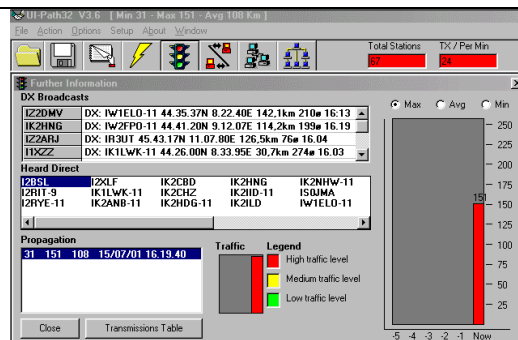 UI-Path32 V3.6 [ Min 31 - Max 151 - Avg 108 Km ]
File Action Options Setup About Window
Total Stations TX / Per Min
67 24
Further Information
DX Broadcasts
IZ2DMV DX: IW1ELO-11 44.35.37N 8.22.40E 142,1km 210ø 16:13
IK2HNG DX: IW2FPO-11 44.41.20N 9.12.07E 114,2km 199ø 16.19
IZ2ARJ DX: IR3UT 45.43.17N 11.07.80E 126,5km 76ø 16.04
I1XZZ DX: IK1LWK-11 44.26.00N 8.33.95E 30,7km 274ø 16.03
Heard Direct
I2BSL I2XLF IK2CBD IK2HNG IK2NHW-11
I2RIT-9 IK1LWK-11 IK2CHZ IK2IID-11 IS0JMA
I2RYE-11 IK2ANB-11 IK2HDG-11 IK2ILD IW1ELO-11
Propagation
31 151 108 15/07/01 16.19.40
Traffic
Legend
High traffic level
Medium traffic level
Low traffic level
Close Transmissions Table
Max Avg Min
250
225
200
175
151
150
125
100
75
50
25
-5 -4 -3 -2 -1 Now